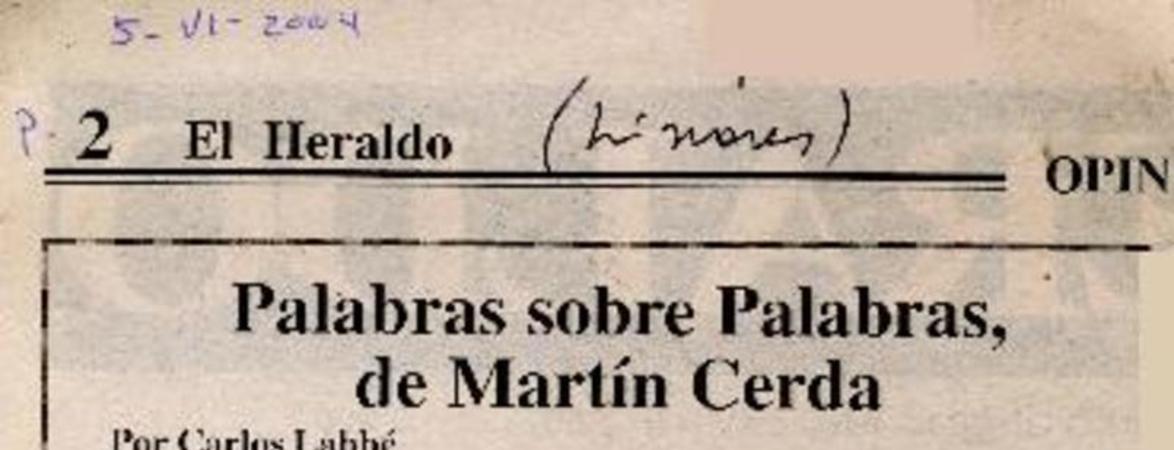 5-VI-2004
P. 2 El Heraldo (Linares)
OPIN
Palabras sobre Palabras,
de Martín Cerda
Por Carlos Labbé